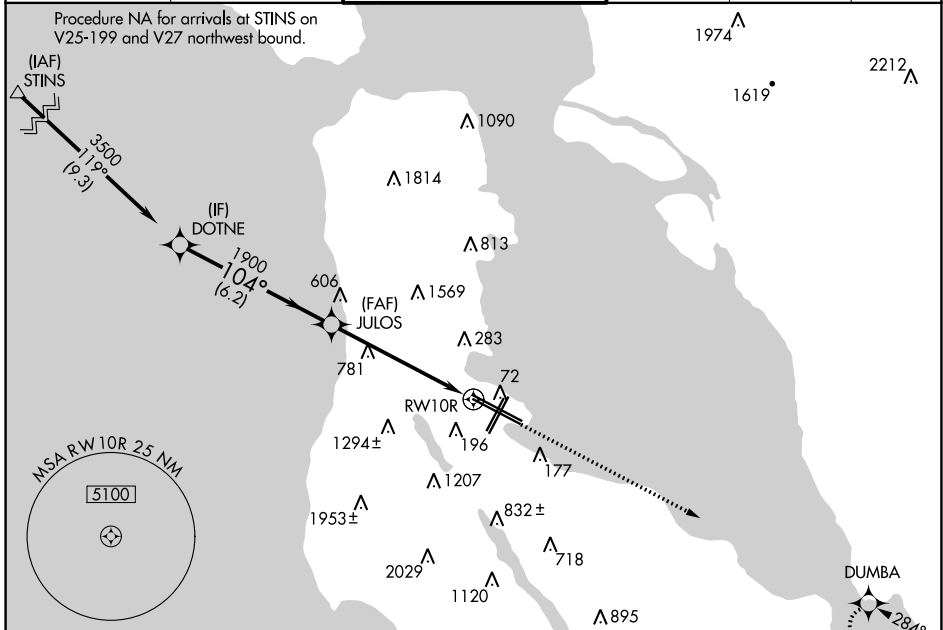 Procedure NA for arrivals at STINS on
V25-199 and V27 northwest bound.
1974
2212
1619
(IAF)
STINS
1090
3500
119°
(9.3)
1814
(IF)
DOTNE
813
1900
104°
(6.2)
606
1569
(FAF)
JULOS
283
781
72
RW10R
1294±
196
177
MSA RW10R 25 NM
5100
1207
1953±
832±
718
2029
1120
DUMBA
895
284°